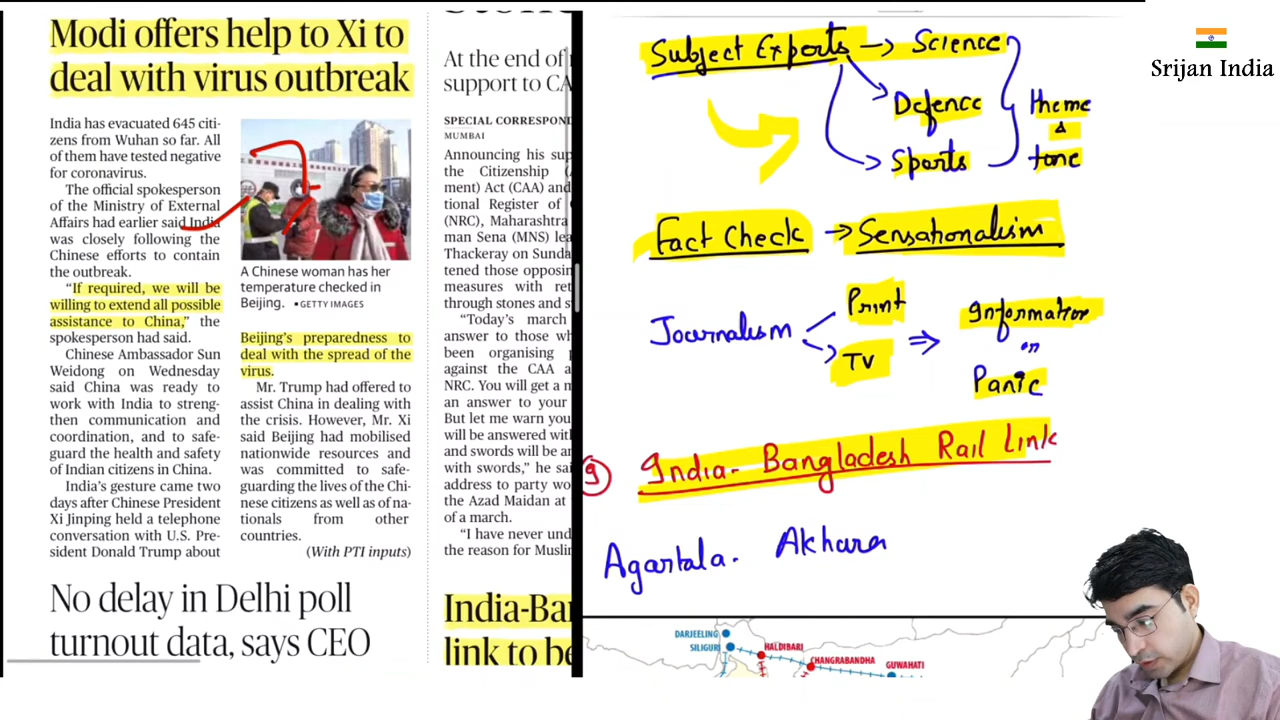 Modi offers help to Xi to
deal with virus outbreak
India has evacuated 645 citi-
zens from Wuhan so far. All
of them have tested negative
for coronavirus.
The official spokesperson
of the Ministry of External
Affairs had earlier said India
was closely following the
Chinese efforts to contain
the outbreak.
“If required, we will be
willing to extend all possible
assistance to China,” the
spokesperson had said.
Chinese Ambassador Sun
Weidong on Wednesday
said China was ready to
work with India to streng-
then communication and
coordination, and to safe-
guard the health and safety
of Indian citizens in China.
India’s gesture came two
days after Chinese President
Xi Jinping held a telephone
conversation with U.S. Pre-
sident Donald Trump about
A Chinese woman has her
temperature checked in
Beijing. ▪GETTY IMAGES
Beijing’s preparedness to
deal with the spread of the
virus.
Mr. Trump had offered to
assist China in dealing with
the crisis. However, Mr. Xi
said Beijing had mobilised
nationwide resources and
was committed to safe-
guarding the lives of the Chi-
nese citizens as well as of na-
tionals from other
countries.
(With PTI inputs)
No delay in Delhi poll
turnout data, says CEO
At the end of
support to CA
SPECIAL CORRESPOND
MUMBAI
Announcing his sup
the Citizenship (
ment) Act (CAA) and
tional Register of
(NRC), Maharashtra
man Sena (MNS) lea
Thackeray on Sunda
tened those opposin
measures with ret
through stones and s
“Today’s march
answer to those wh
been organising
against the CAA a
NRC. You will get a m
an answer to your
But let me warn you
will be answered with
and swords will be an
with swords,” he sai
address to party wo
the Azad Maidan at
of a march.
“I have never und
the reason for Muslin
India-Ban
link to be
Subject Experts → Science
Defence
Sports
theme
&
tone
Fact Check → Sensationalism
Journalism
Print
TV
⇒
Information
or
Panic
9 India- Bangladesh Rail Link
Agartala- Akhara
DARJEELING
SILIGURI
HALDIBARI
CHANGRABANDHA
GUWAHATI
Srijan India